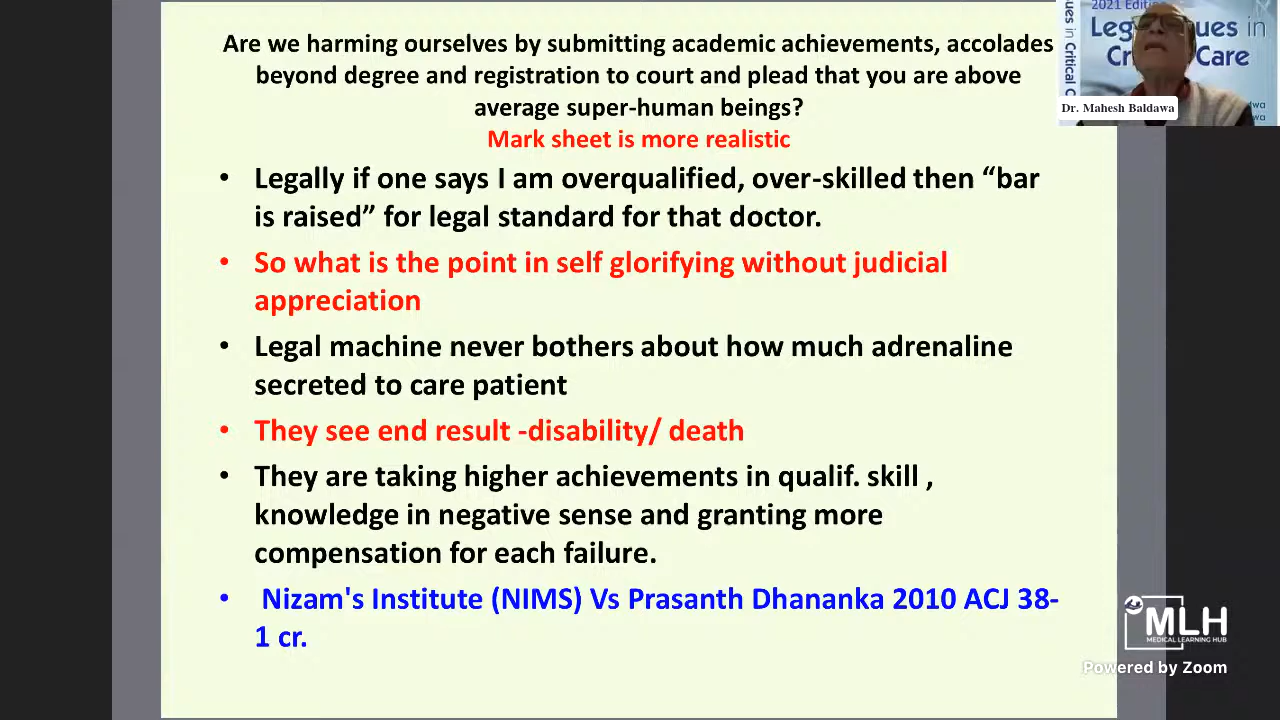 Are we harming ourselves by submitting academic achievements, accolades
beyond degree and registration to court and plead that you are above
average super-human beings?
Mark sheet is more realistic
• Legally if one says I am overqualified, over-skilled then “bar
is raised” for legal standard for that doctor.
• So what is the point in self glorifying without judicial
appreciation
• Legal machine never bothers about how much adrenaline
secreted to care patient
• They see end result -disability/ death
• They are taking higher achievements in qualif. skill ,
knowledge in negative sense and granting more
compensation for each failure.
• Nizam's Institute (NIMS) Vs Prasanth Dhananka 2010 ACJ 38-
1 cr.
2021 Editi
Leg ues in
Cr Care
ues in Critical C
Dr. Mahesh Baldawa
wa
wa
MLH
MEDICAL LEARNING HUB
Powered by Zoom